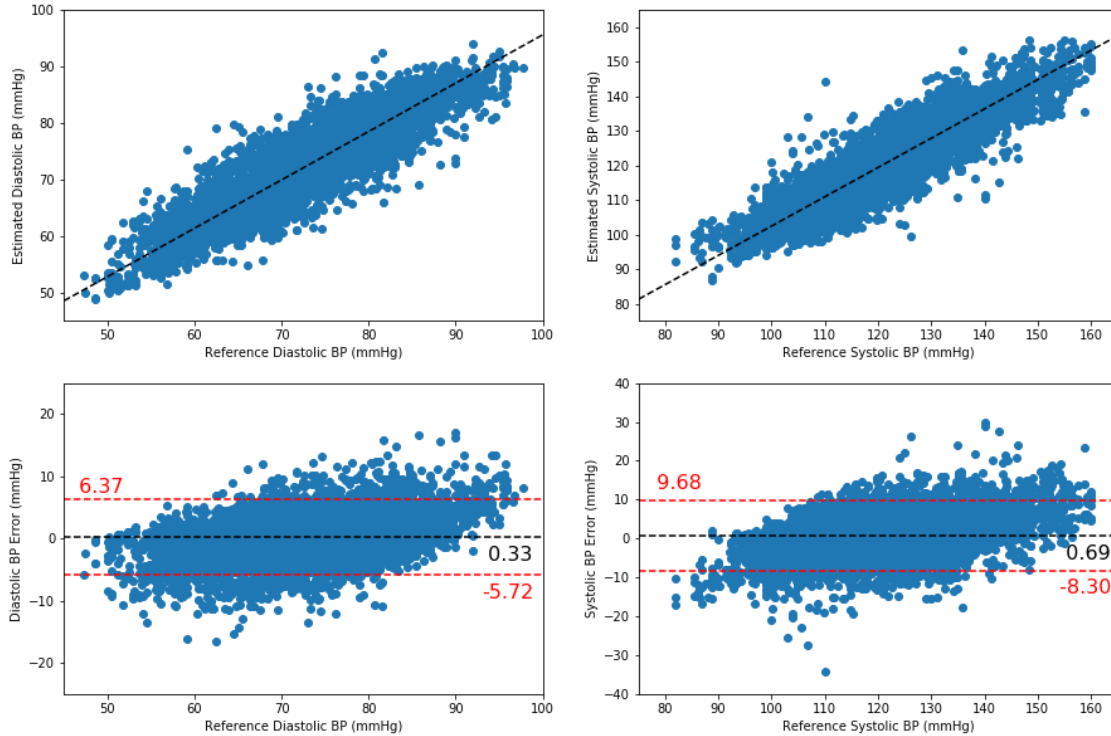 Estimated Diastolic BP (mmHg)
100
90
80
70
60
50
50 60 70 80 90 100
Reference Diastolic BP (mmHg)
Estimated Systolic BP (mmHg)
160
150
140
130
120
110
100
90
80
80 90 100 110 120 130 140 150 160
Reference Systolic BP (mmHg)
Diastolic BP Error (mmHg)
20
10
0
−10
−20
6.37
0.33
-5.72
50 60 70 80 90 100
Reference Diastolic BP (mmHg)
Systolic BP Error (mmHg)
40
30
20
10
0
−10
−20
−30
−40
9.68
0.69
-8.30
80 90 100 110 120 130 140 150 160
Reference Systolic BP (mmHg)